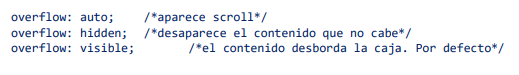 overflow: auto;    /*aparece scroll*/
overflow: hidden;  /*desaparece el contenido que no cabe*/
overflow: visible;        /*el contenido desborda la caja. Por defecto*/